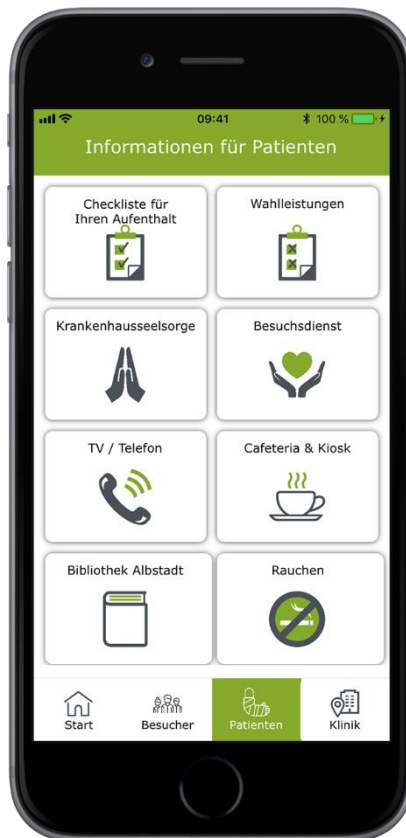 09:41
100 %
Informationen für Patienten
Checkliste für
Ihren Aufenthalt
Wahlleistungen
Krankenhausseelsorge
Besuchsdienst
TV / Telefon
Cafeteria & Kiosk
Bibliothek Albstadt
Rauchen
Start
Besucher
Patienten
Klinik